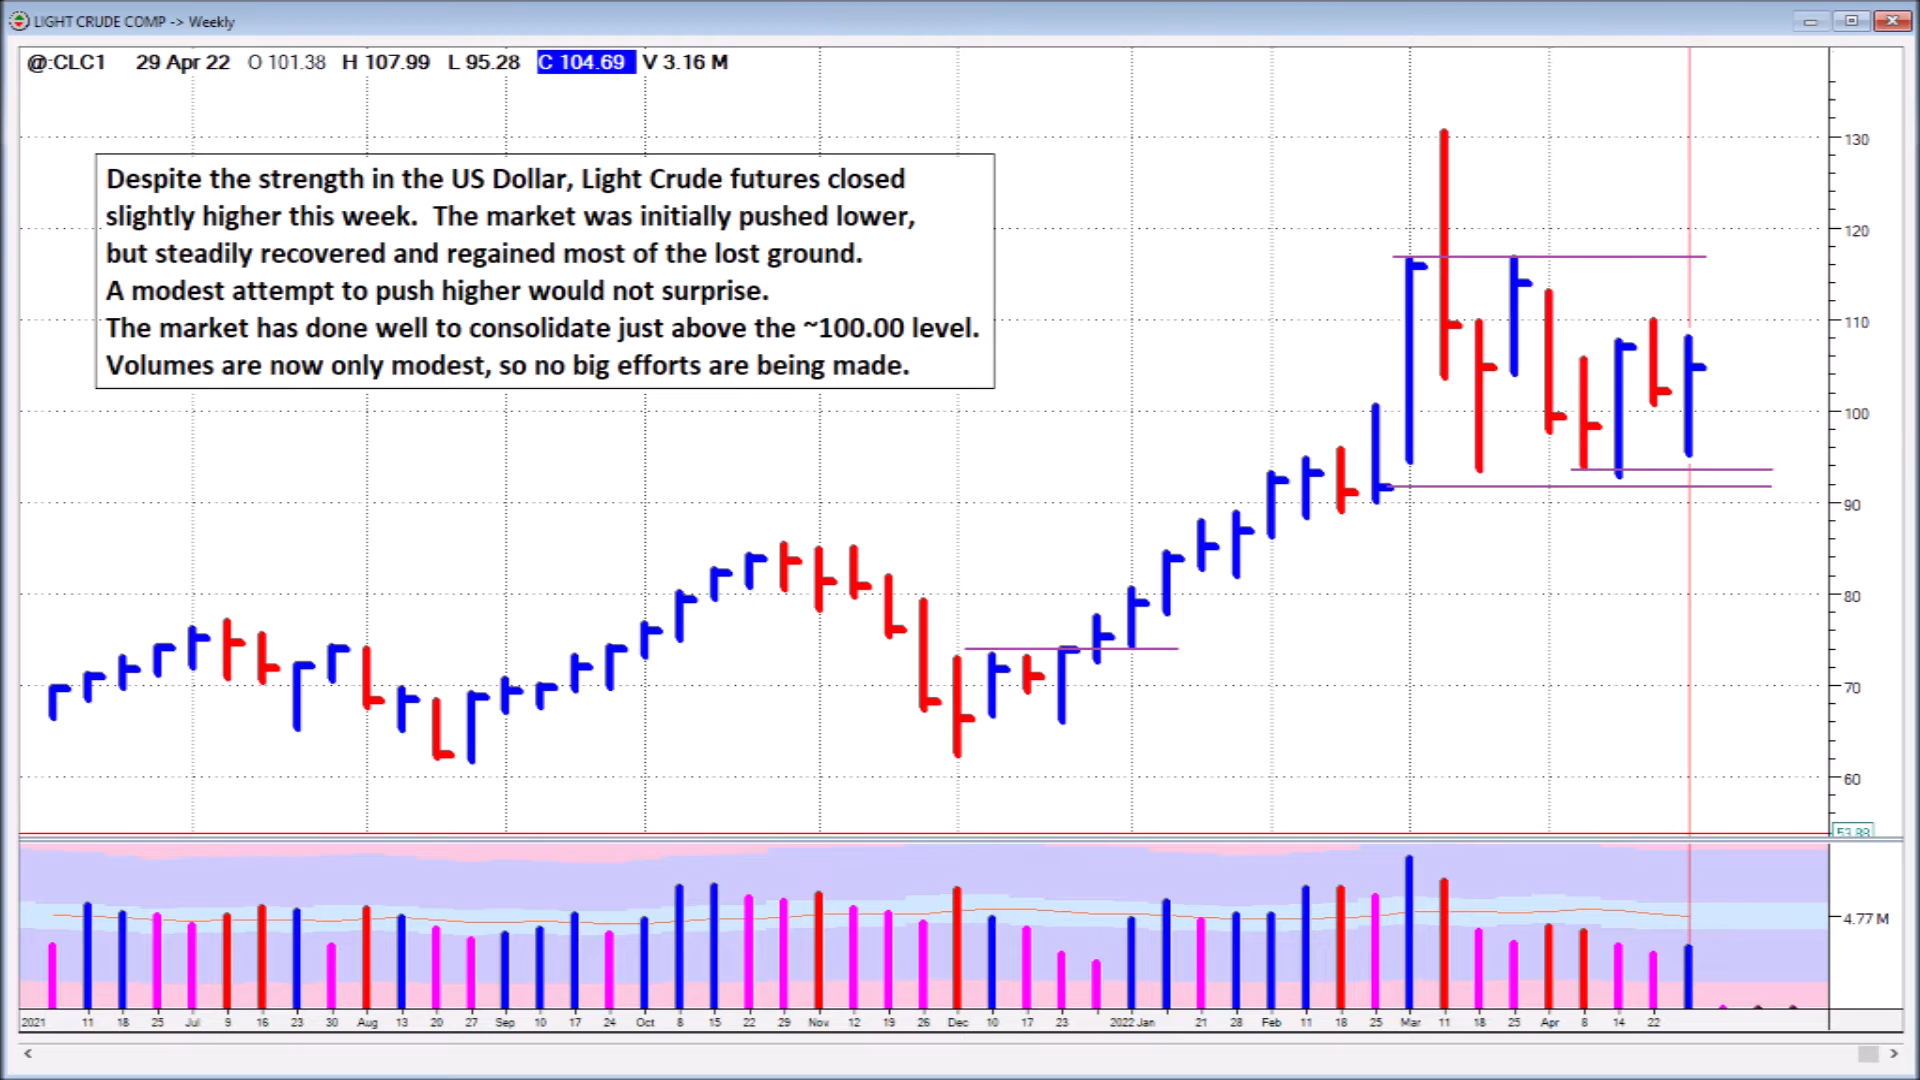 LIGHT CRUDE COMP -> Weekly
@:CLC1 29 Apr 22 O 101.38 H 107.99 L 95.28 C 104.69 V 3.16 M
Despite the strength in the US Dollar, Light Crude futures closed
slightly higher this week. The market was initially pushed lower,
but steadily recovered and regained most of the lost ground.
A modest attempt to push higher would not surprise.
The market has done well to consolidate just above the ~100.00 level.
Volumes are now only modest, so no big efforts are being made.
130
120
110
100
90
80
70
60
53.88
4.77 M
2021 11 18 25 Jul 9 16 23 30 Aug 13 20 27 Sep 10 17 24 Oct 8 15 22 29 Nov 12 19 26 Dec 10 17 23 2022 Jan 21 28 Feb 11 18 25 Mar 11 18 25 Apr 8 14 22